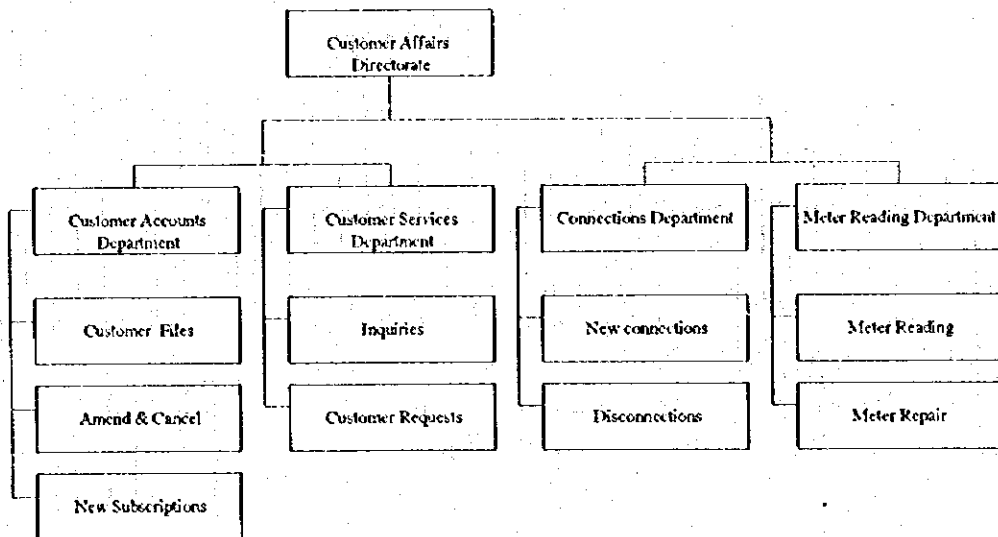 Customer Affairs
Directorate
Customer Accounts
Department
Customer Services
Department
Connections Department
Meter Reading Department
Customer Files
Inquiries
New connections
Meter Reading
Amend & Cancel
Customer Requests
Disconnections
Meter Repair
New Subscriptions